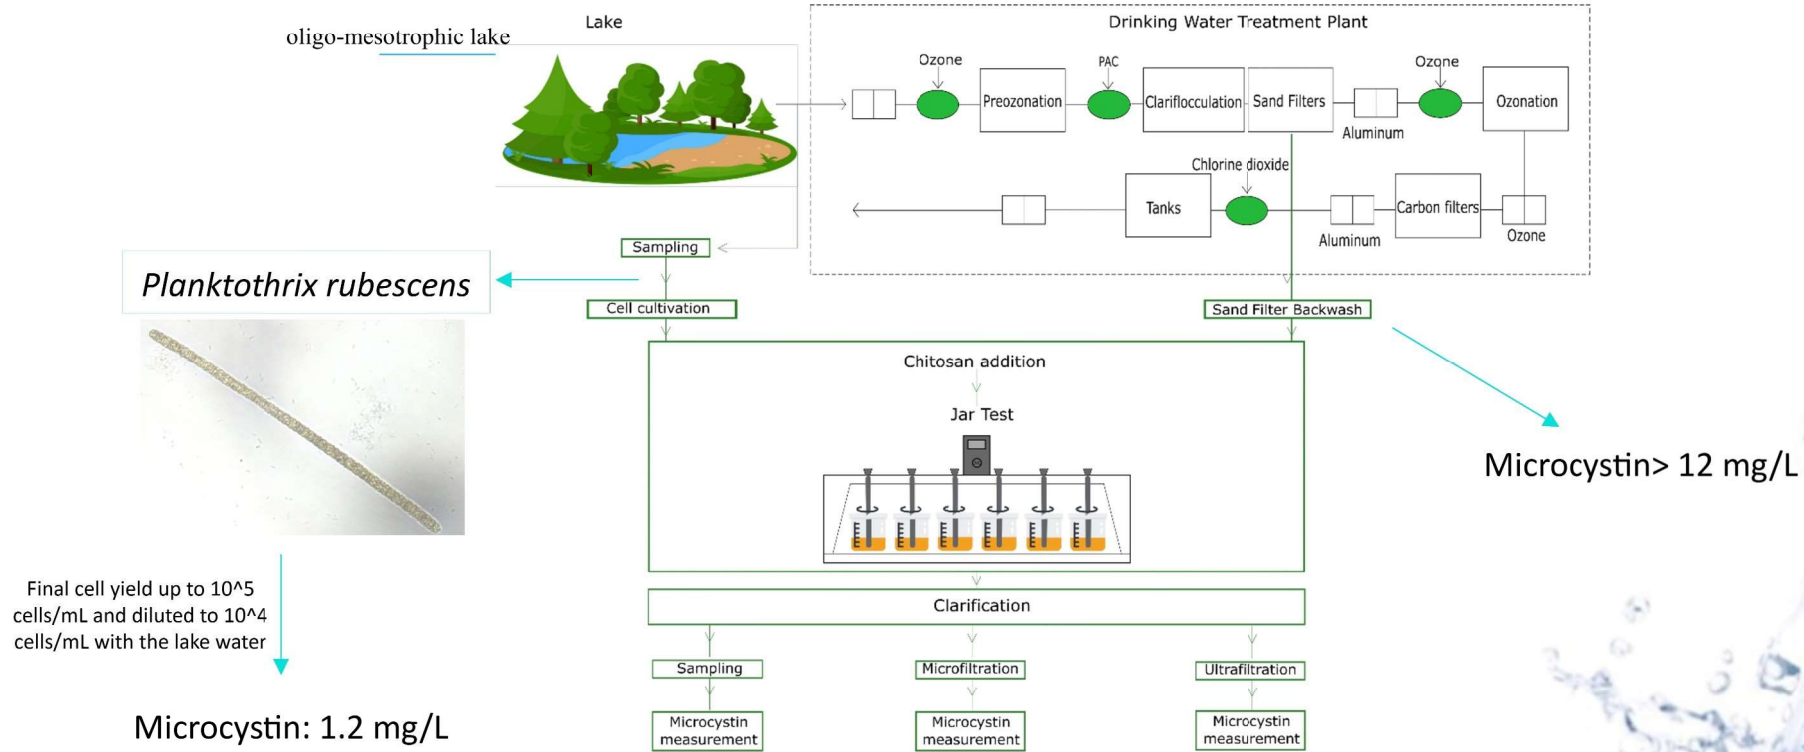 Lake
Drinking Water Treatment Plant
oligo-mesotrophic lake
Ozone
PAC
Ozone
Preozonation
Clariflocculation
Sand Filters
Ozonation
Aluminum
Chlorine dioxide
Tanks
Carbon filters
Aluminum
Ozone
Sampling
Planktothrix rubescens
Cell cultivation
Sand Filter Backwash
Chitosan addition
Jar Test
Microcystin> 12 mg/L
Final cell yield up to 10^5
cells/mL and diluted to 10^4
cells/mL with the lake water
Clarification
Sampling
Microfiltration
Ultrafiltration
Microcystin: 1.2 mg/L
Microcystin
measurement
Microcystin
measurement
Microcystin
measurement